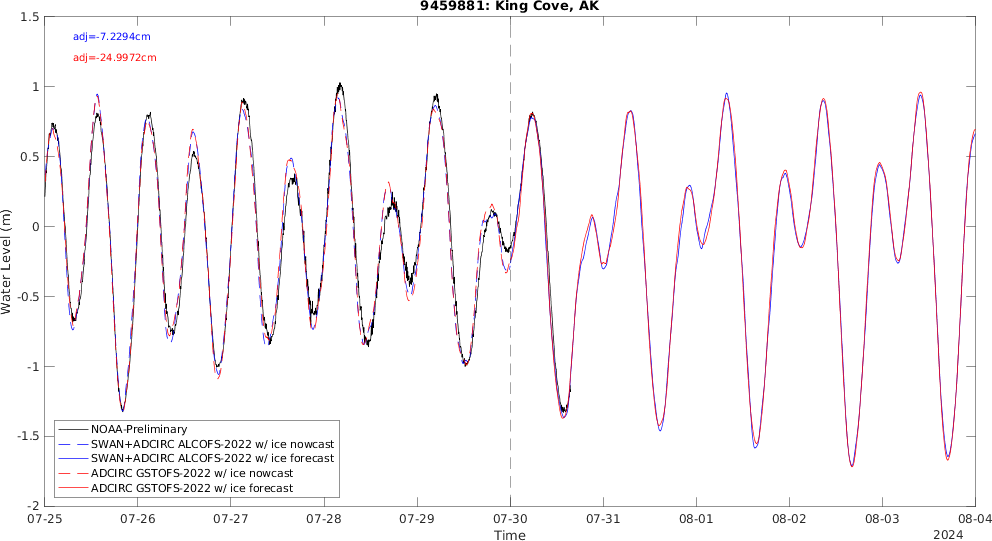 9459881: King Cove, AK
adj=-7.2294cm
adj=-24.9972cm
Water Level (m)
1.5
1
0.5
0
-0.5
-1
-1.5
-2
NOAA-Preliminary
SWAN+ADCIRC ALCOFS-2022 w/ ice nowcast
SWAN+ADCIRC ALCOFS-2022 w/ ice forecast
ADCIRC GSTOFS-2022 w/ ice nowcast
ADCIRC GSTOFS-2022 w/ ice forecast
07-25 07-26 07-27 07-28 07-29 07-30 07-31 08-01 08-02 08-03 08-04
Time
2024